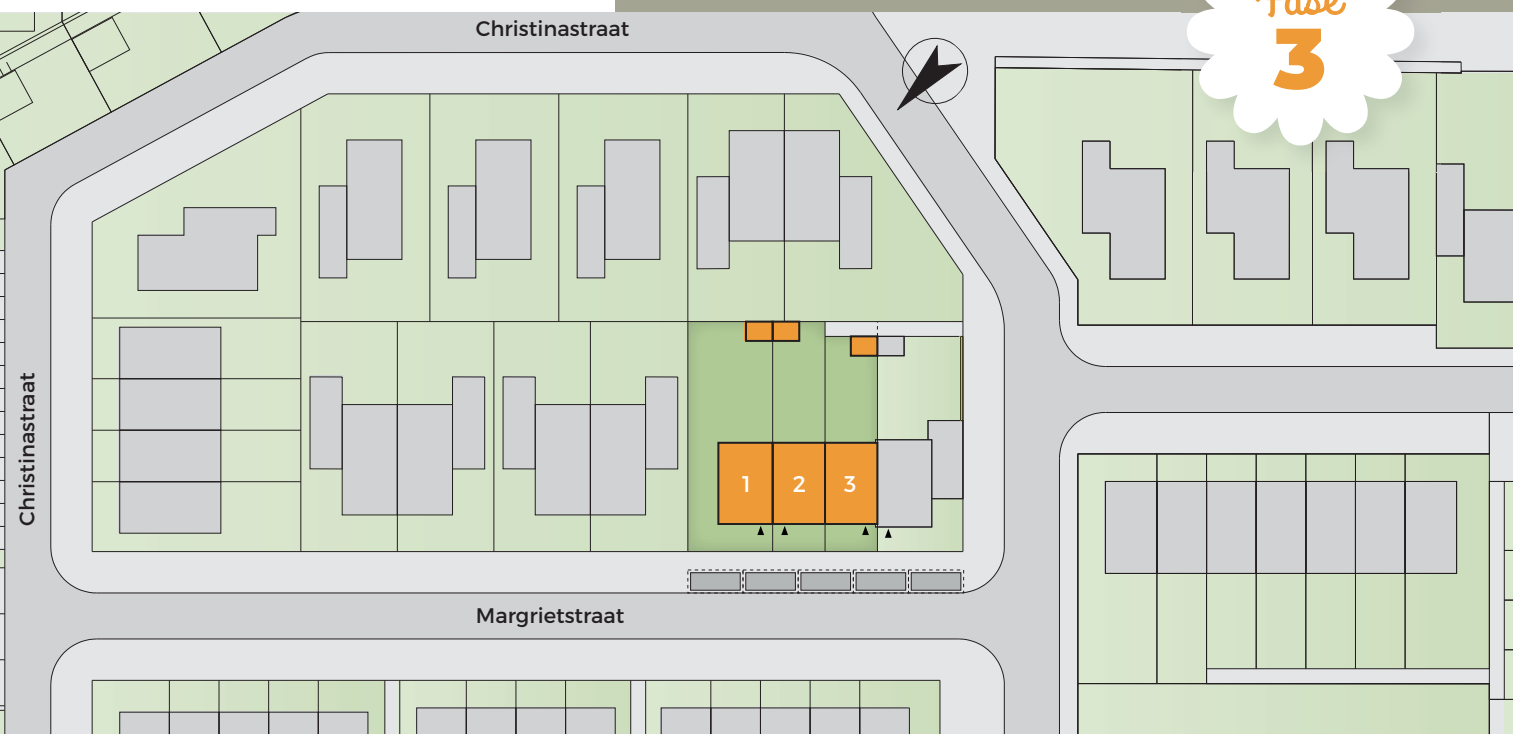 Fase
3
Christinastraat
Christinastraat
1 2 3
Margrietstraat